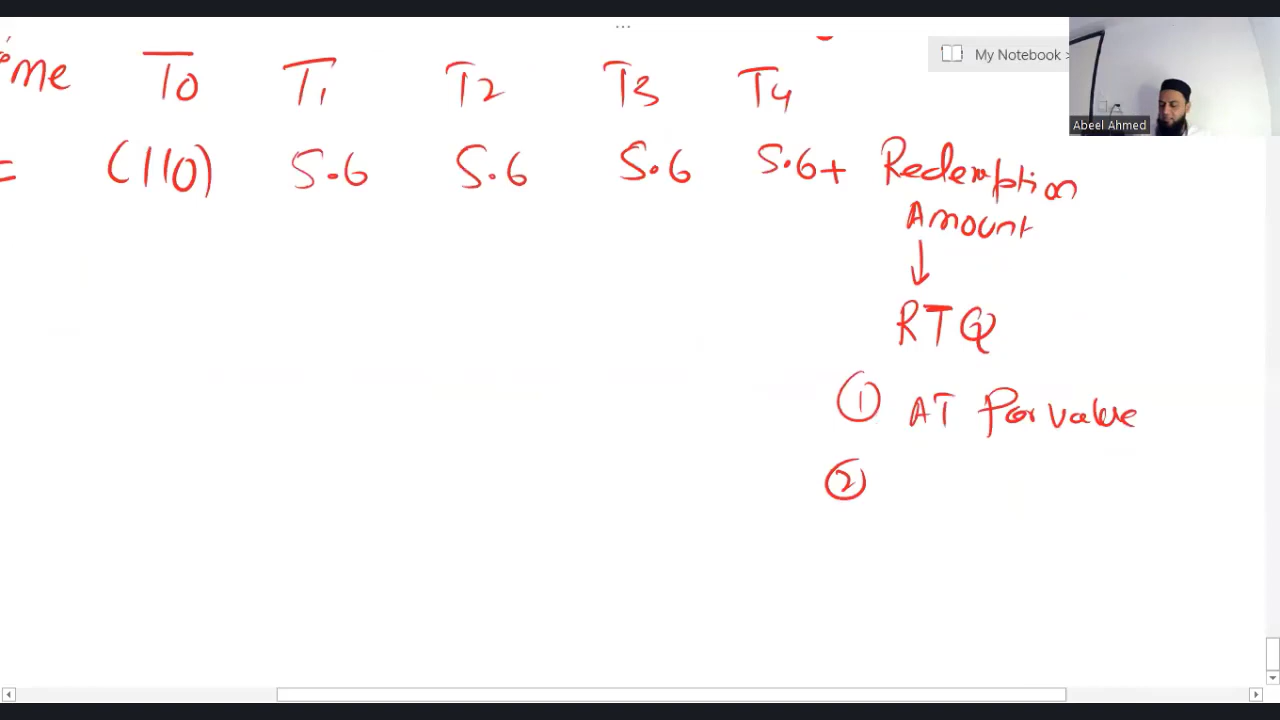 ...
My Notebook >
Abeel Ahmed
ime T0 T1 T2 T3 T4
= (110) 5.6 5.6 5.6 5.6+ Redemption
Amount
↓
RTQ
① AT Par value
②